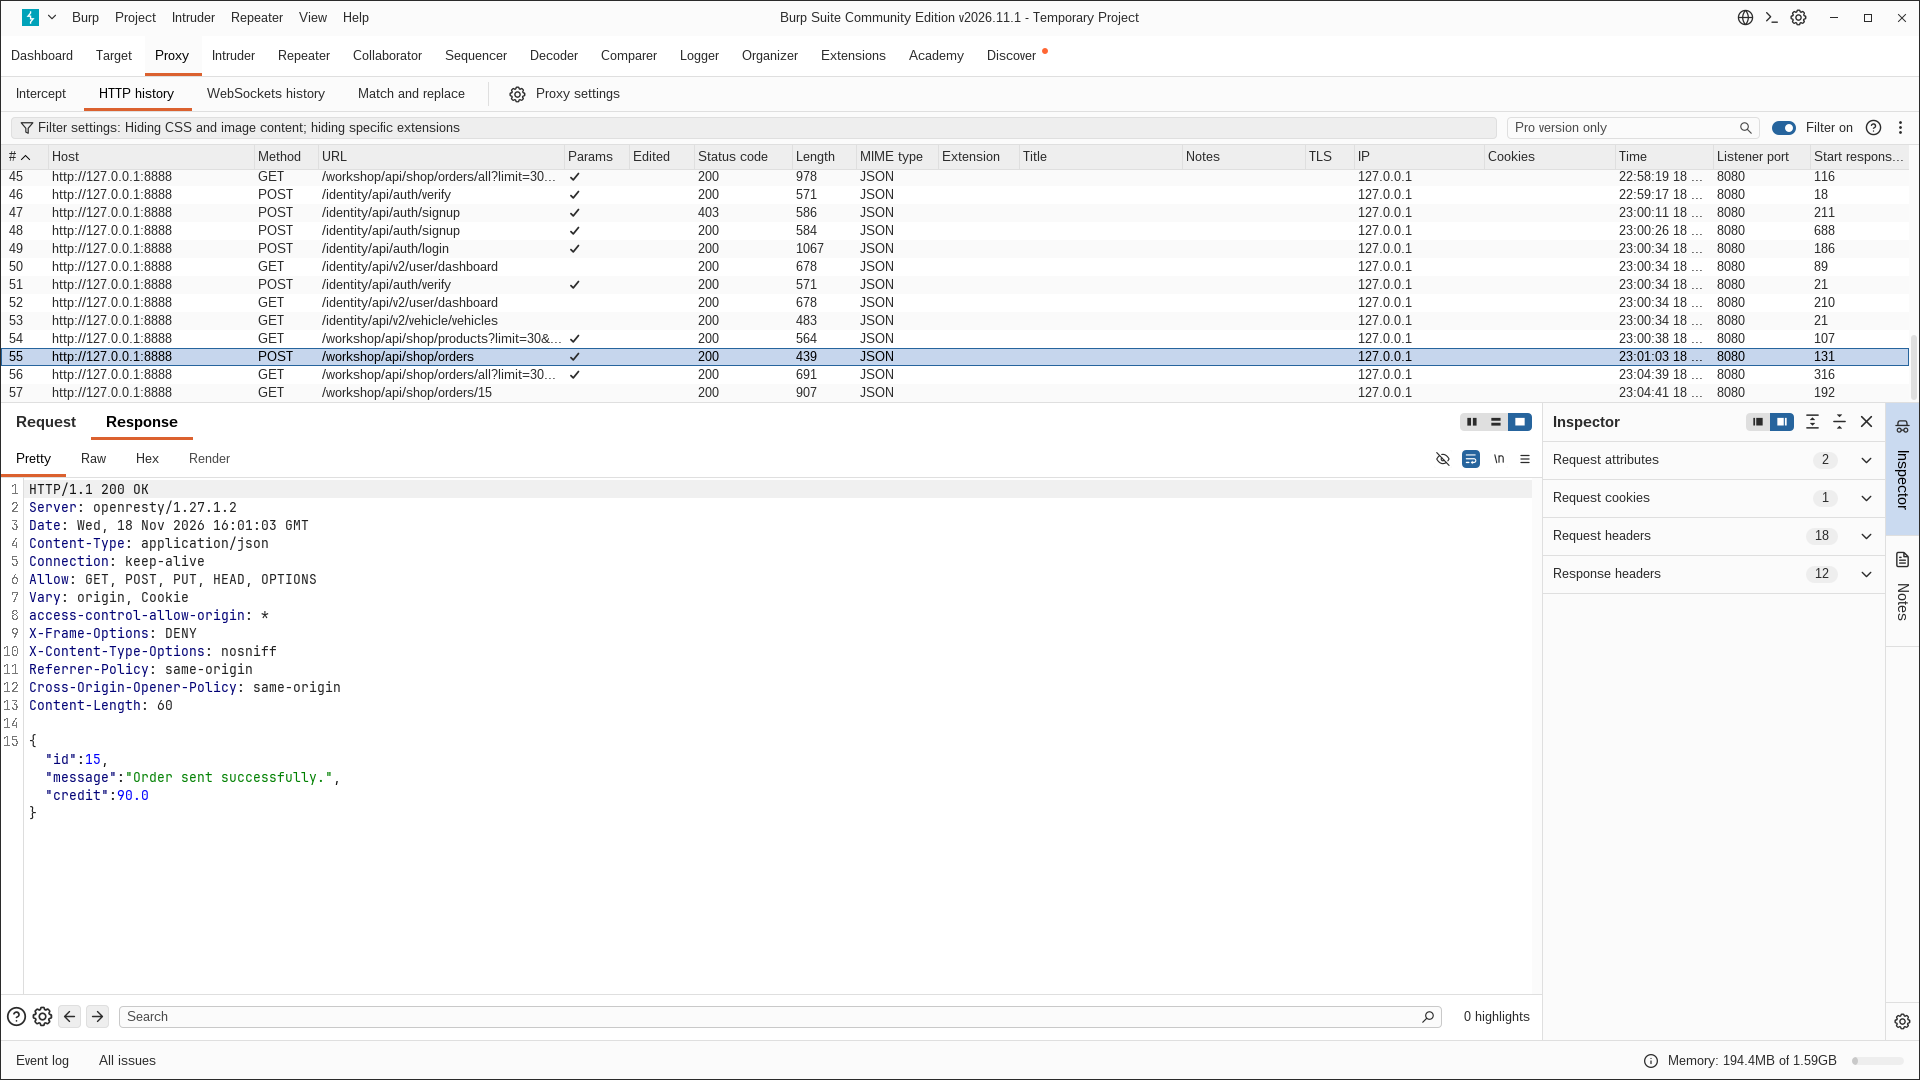 Burp Project Intruder Repeater View Help
Burp Suite Community Edition v2026.11.1 - Temporary Project
Dashboard Target Proxy Intruder Repeater Collaborator Sequencer Decoder Comparer Logger Organizer Extensions Academy Discover
Intercept HTTP history WebSockets history Match and replace Proxy settings
Filter settings: Hiding CSS and image content; hiding specific extensions Pro version only Filter on
# Host Method URL Params Edited Status code Length MIME type Extension Title Notes TLS IP Cookies Time Listener port Start respons...
45 http://127.0.0.1:8888 GET /workshop/api/shop/orders/all?limit=30... ✓ 200 978 JSON 127.0.0.1 22:58:19 18 ... 8080 116
46 http://127.0.0.1:8888 POST /identity/api/auth/verify ✓ 200 571 JSON 127.0.0.1 22:59:17 18 ... 8080 18
47 http://127.0.0.1:8888 POST /identity/api/auth/signup ✓ 403 586 JSON 127.0.0.1 23:00:11 18 ... 8080 211
48 http://127.0.0.1:8888 POST /identity/api/auth/signup ✓ 200 584 JSON 127.0.0.1 23:00:26 18 ... 8080 688
49 http://127.0.0.1:8888 POST /identity/api/auth/login ✓ 200 1067 JSON 127.0.0.1 23:00:34 18 ... 8080 186
50 http://127.0.0.1:8888 GET /identity/api/v2/user/dashboard 200 678 JSON 127.0.0.1 23:00:34 18 ... 8080 89
51 http://127.0.0.1:8888 POST /identity/api/auth/verify ✓ 200 571 JSON 127.0.0.1 23:00:34 18 ... 8080 21
52 http://127.0.0.1:8888 GET /identity/api/v2/user/dashboard 200 678 JSON 127.0.0.1 23:00:34 18 ... 8080 210
53 http://127.0.0.1:8888 GET /identity/api/v2/vehicle/vehicles 200 483 JSON 127.0.0.1 23:00:34 18 ... 8080 21
54 http://127.0.0.1:8888 GET /workshop/api/shop/products?limit=30&... ✓ 200 564 JSON 127.0.0.1 23:00:38 18 ... 8080 107
55 http://127.0.0.1:8888 POST /workshop/api/shop/orders ✓ 200 439 JSON 127.0.0.1 23:01:03 18 ... 8080 131
56 http://127.0.0.1:8888 GET /workshop/api/shop/orders/all?limit=30... ✓ 200 691 JSON 127.0.0.1 23:04:39 18 ... 8080 316
57 http://127.0.0.1:8888 GET /workshop/api/shop/orders/15 200 907 JSON 127.0.0.1 23:04:41 18 ... 8080 192
Request Response
Pretty Raw Hex Render \n
1 HTTP/1.1 200 OK
2 Server: openresty/1.27.1.2
3 Date: Wed, 18 Nov 2026 16:01:03 GMT
4 Content-Type: application/json
5 Connection: keep-alive
6 Allow: GET, POST, PUT, HEAD, OPTIONS
7 Vary: origin, Cookie
8 access-control-allow-origin: *
9 X-Frame-Options: DENY
10 X-Content-Type-Options: nosniff
11 Referrer-Policy: same-origin
12 Cross-Origin-Opener-Policy: same-origin
13 Content-Length: 60
14
15 {
"id":15,
"message":"Order sent successfully.",
"credit":90.0
}
Inspector
Request attributes 2
Request cookies 1
Request headers 18
Response headers 12
Inspector
Notes
Search 0 highlights
Event log All issues Memory: 194.4MB of 1.59GB